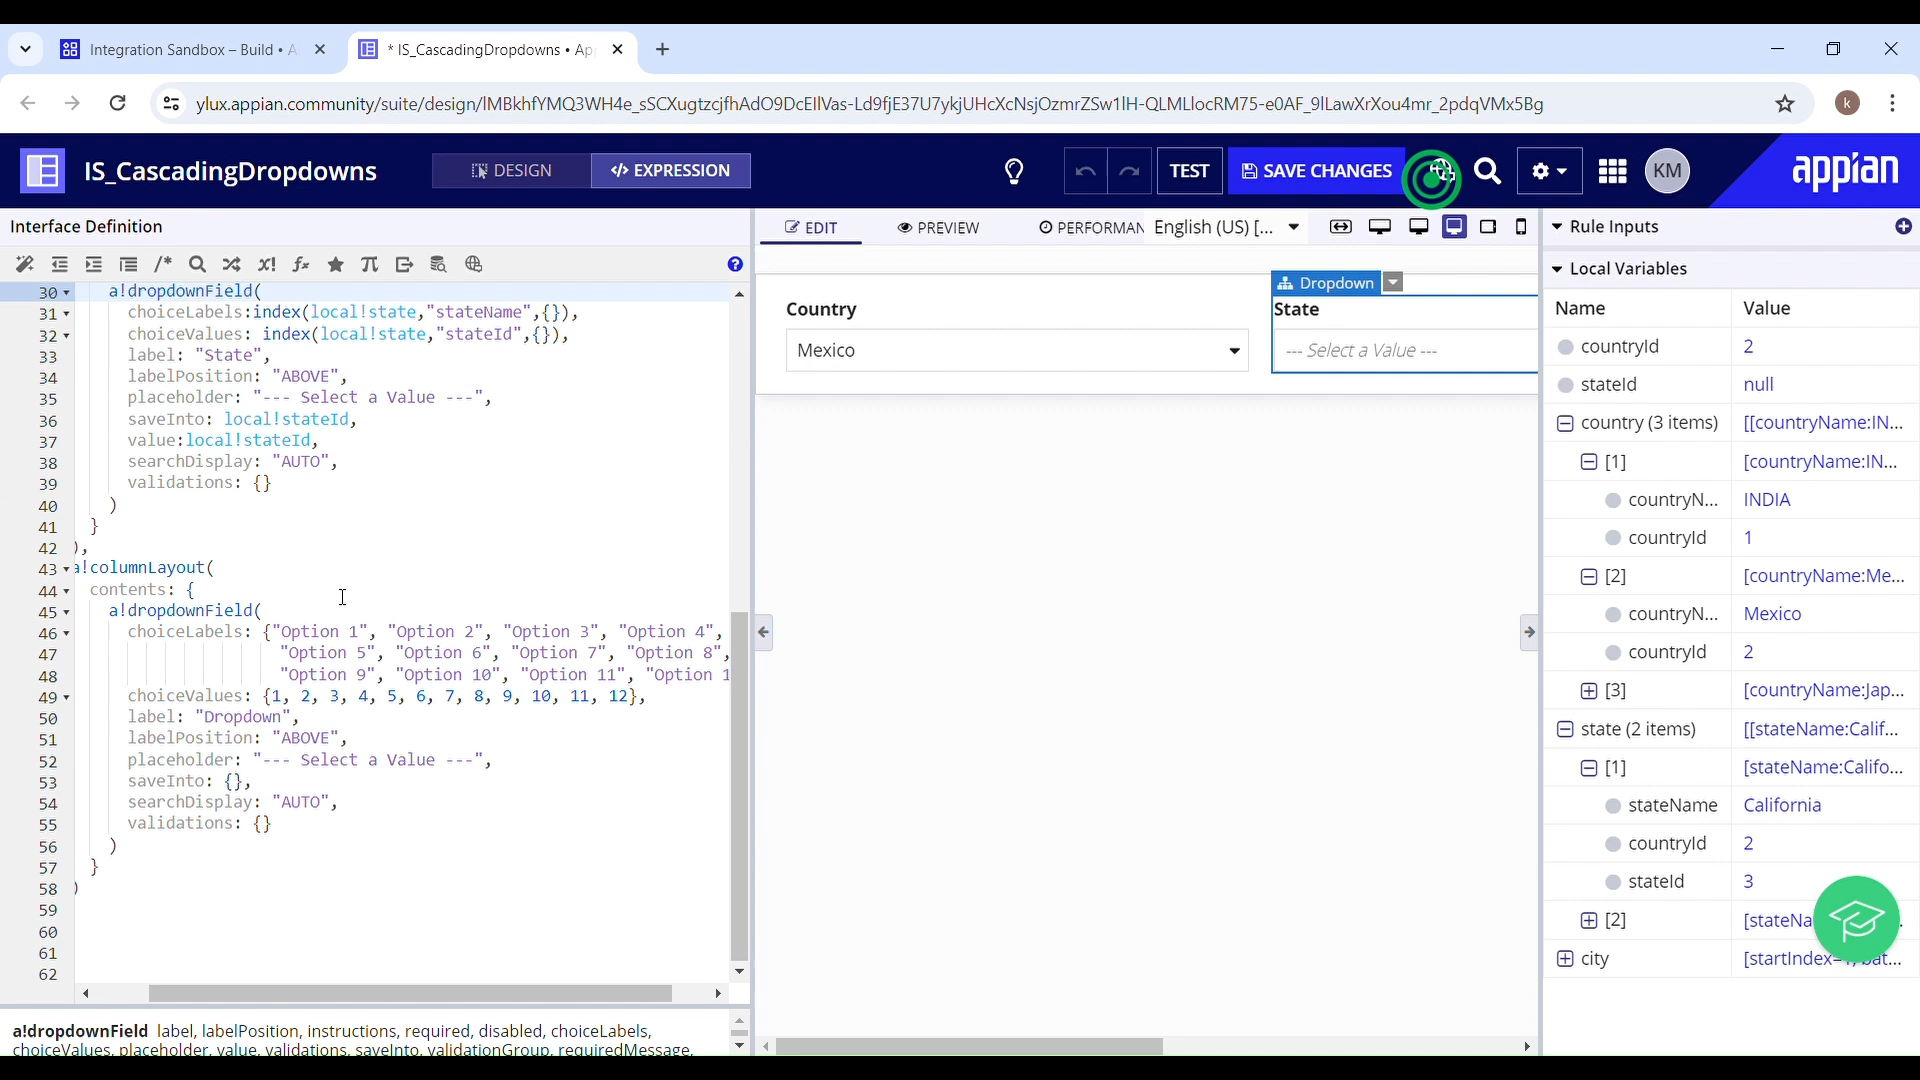 Integration Sandbox – Build • A
* IS_CascadingDropdowns • Ap
ylux.appian.community/suite/design/
k
IS_CascadingDropdowns
DESIGN
</> EXPRESSION
TEST
SAVE CHANGES
KM
appian
Interface Definition
EDIT
PREVIEW
PERFORMAN
English (US) [...
Rule Inputs
Local Variables
30 a!dropdownField(
31 choiceLabels:index(local!state,"stateName",{}),
32 choiceValues: index(local!state,"stateId",{}),
33 label: "State",
34 labelPosition: "ABOVE",
35 placeholder: "--- Select a Value ---",
36 saveInto: local!stateId,
37 value:local!stateId,
38 searchDisplay: "AUTO",
39 validations: {}
40 )
41 }
42 ),
43 a!columnLayout(
44 contents: {
45 a!dropdownField(
46 choiceLabels: {"Option 1", "Option 2", "Option 3", "Option 4",
47 "Option 5", "Option 6", "Option 7", "Option 8",
48 "Option 9", "Option 10", "Option 11", "Option 1
49 choiceValues: {1, 2, 3, 4, 5, 6, 7, 8, 9, 10, 11, 12},
50 label: "Dropdown",
51 labelPosition: "ABOVE",
52 placeholder: "--- Select a Value ---",
53 saveInto: {},
54 searchDisplay: "AUTO",
55 validations: {}
56 )
57 }
58 )
59
60
61
62
a!dropdownField label, labelPosition, instructions, required, disabled, choiceLabels,
choiceValues, placeholder, value, validations, saveInto, validationGroup, requiredMessage,
Dropdown
Country
State
Mexico
--- Select a Value ---
Name Value
countryId 2
stateId null
country (3 items) [[countryName:IN...
[1] [countryName:IN...
countryN... INDIA
countryId 1
[2] [countryName:Me...
countryN... Mexico
countryId 2
[3] [countryName:Jap...
state (2 items) [[stateName:Calif...
[1] [stateName:Califo...
stateName California
countryId 2
stateId 3
[2] [stateNa
city [startIndex=